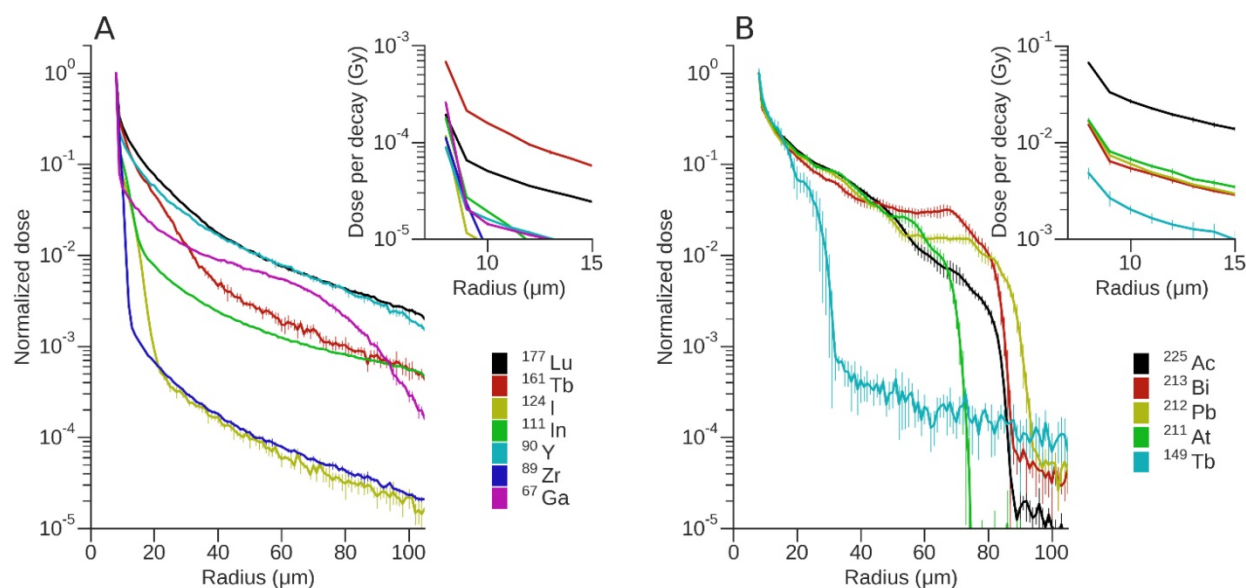 A
Normalized dose
10⁰
10⁻¹
10⁻²
10⁻³
10⁻⁴
10⁻⁵
0 20 40 60 80 100
Radius (µm)
Dose per decay (Gy)
10⁻³
10⁻⁴
10⁻⁵
10 15
Radius (µm)
¹⁷⁷Lu
¹⁶¹Tb
¹²⁴I
¹¹¹In
⁹⁰Y
⁸⁹Zr
⁶⁷Ga
B
Normalized dose
10⁰
10⁻¹
10⁻²
10⁻³
10⁻⁴
10⁻⁵
0 20 40 60 80 100
Radius (µm)
Dose per decay (Gy)
10⁻¹
10⁻²
10⁻³
10 15
Radius (µm)
²²⁵Ac
²¹³Bi
²¹²Pb
²¹¹At
¹⁴⁹Tb